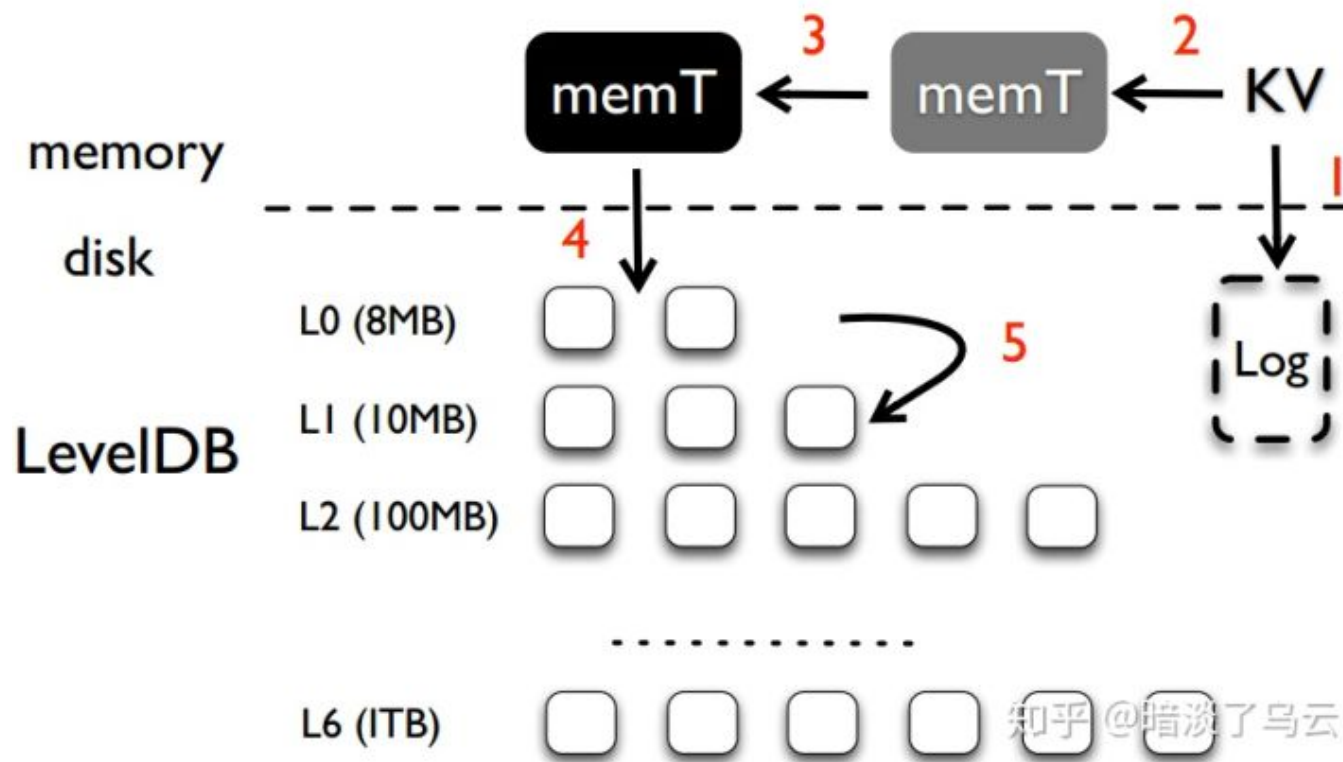 3
2
memT
memT
KV
memory
1
disk
4
L0 (8MB)
5
Log
L1 (10MB)
LevelDB
L2 (100MB)
L6 (1TB)
知乎 @暗淡了乌云